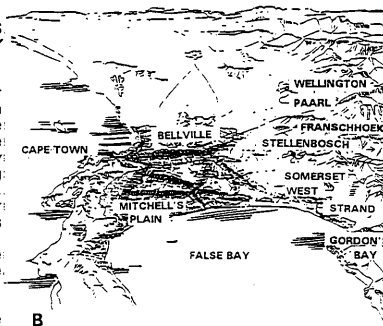 WELLINGTON
PAARL
FRANSCHHOEK
BELLVILLE
STELLENBOSCH
CAPE TOWN
SOMERSET
WEST
MITCHELL'S
PLAIN
STRAND
FALSE BAY
GORDON'S
BAY
B